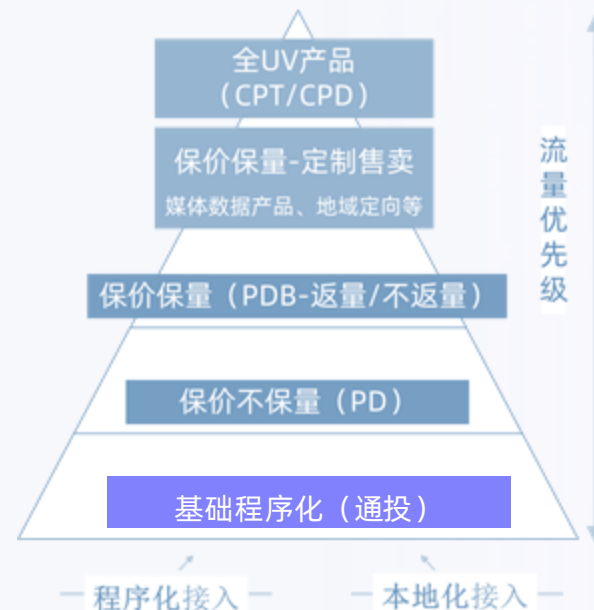 全UV产品
（CPT/CPD）
保价保量-定制售卖
媒体数据产品、地域定向等
保价保量（PDB-返量/不返量）
保价不保量（PD）
基础程序化（通投）
流量优先级
程序化接入
本地化接入